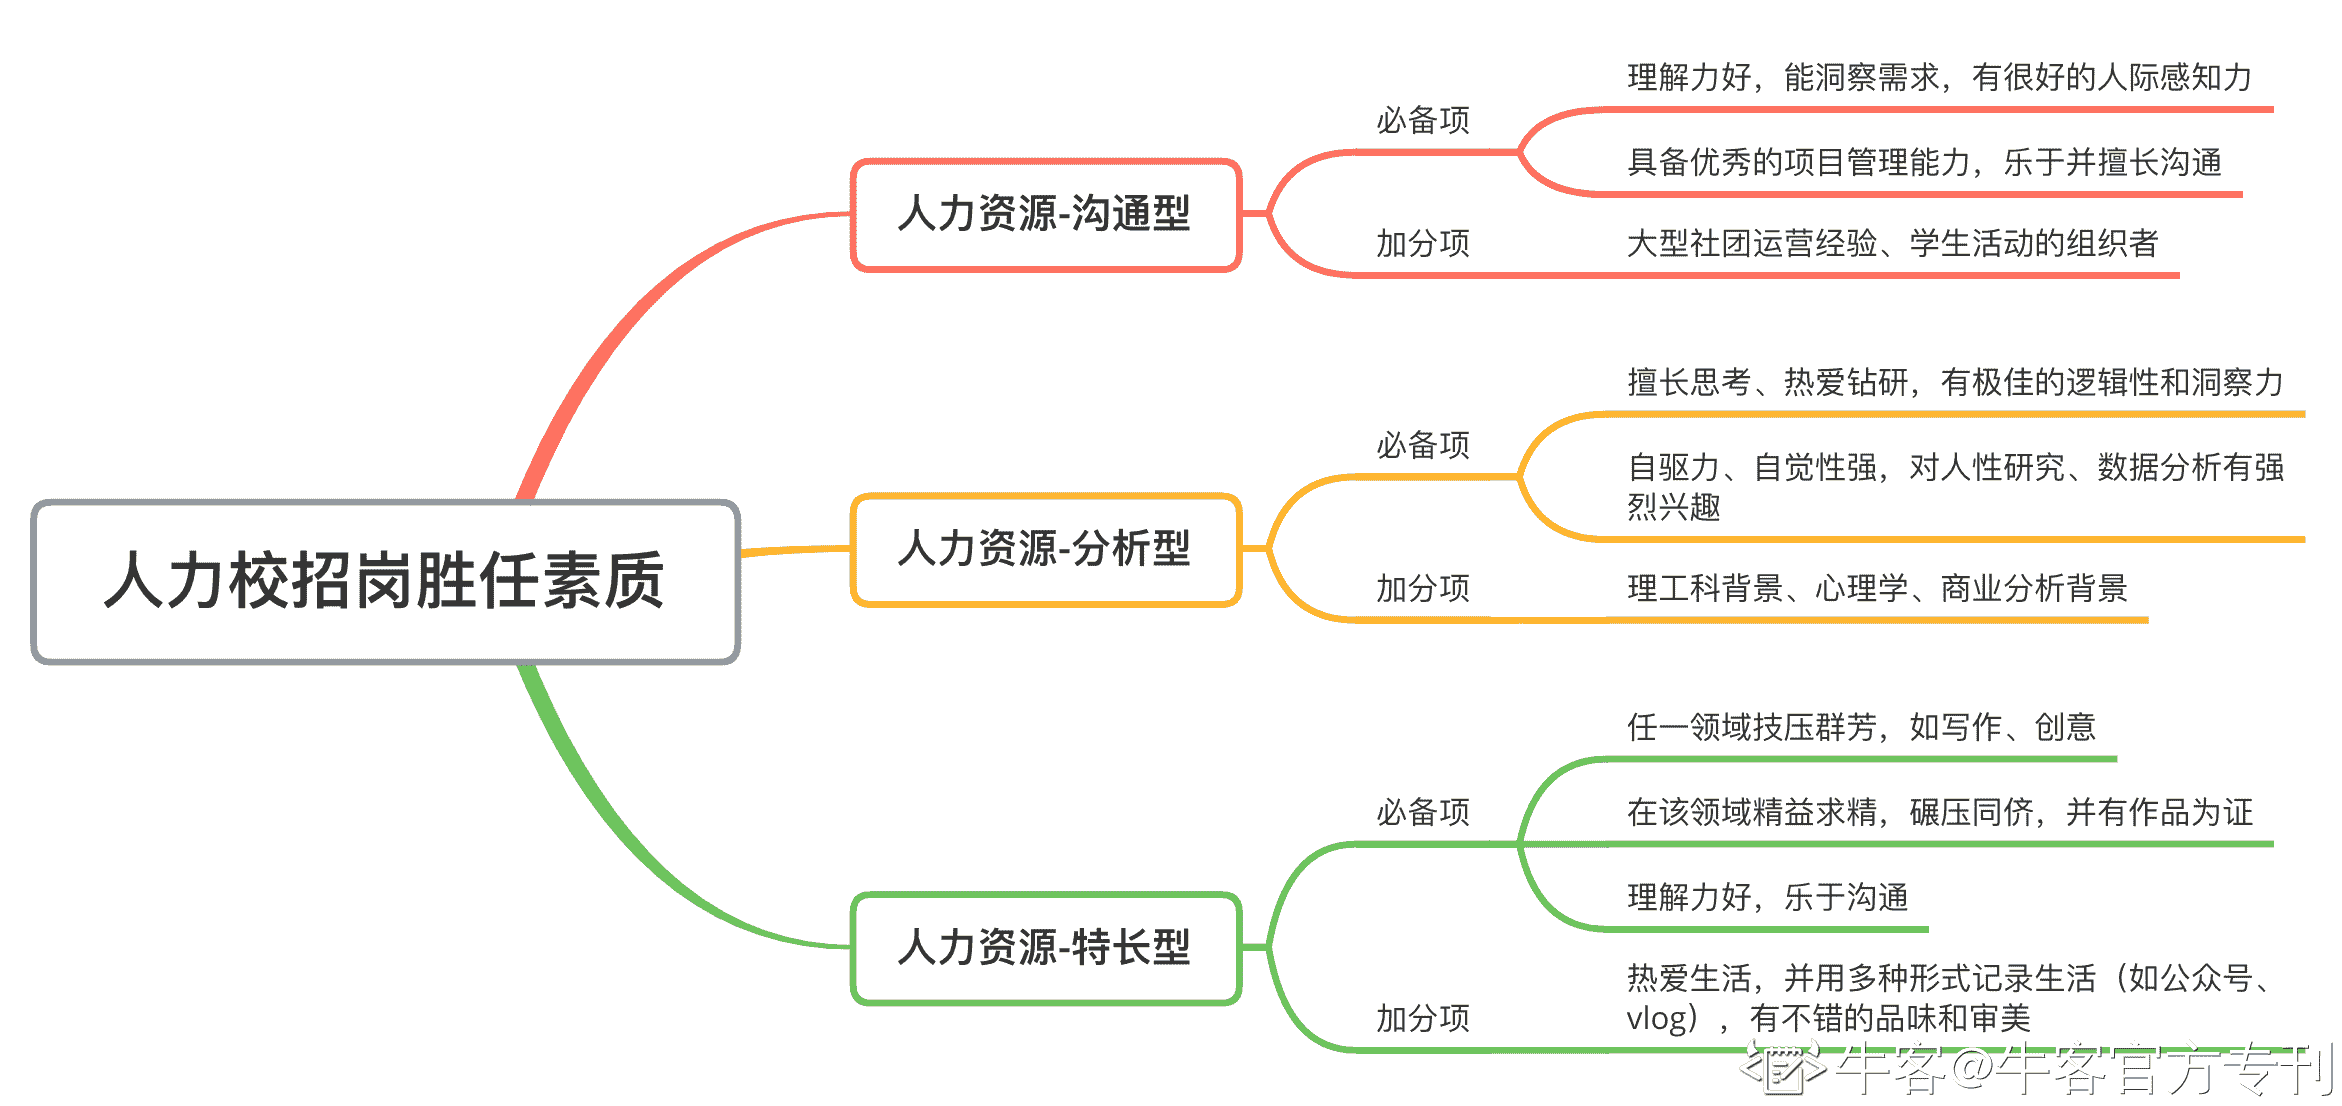 人力校招岗胜任素质
人力资源-沟通型
必备项
理解力好，能洞察需求，有很好的人际感知力
具备优秀的项目管理能力，乐于并擅长沟通
加分项
大型社团运营经验、学生活动的组织者
人力资源-分析型
必备项
擅长思考、热爱钻研，有极佳的逻辑性和洞察力
自驱力、自觉性强，对人性研究、数据分析有强
烈兴趣
加分项
理工科背景、心理学、商业分析背景
人力资源-特长型
必备项
任一领域技压群芳，如写作、创意
在该领域精益求精，碾压同侪，并有作品为证
理解力好，乐于沟通
加分项
热爱生活，并用多种形式记录生活（如公众号、
vlog），有不错的品味和审美
牛客@牛客官方专刊